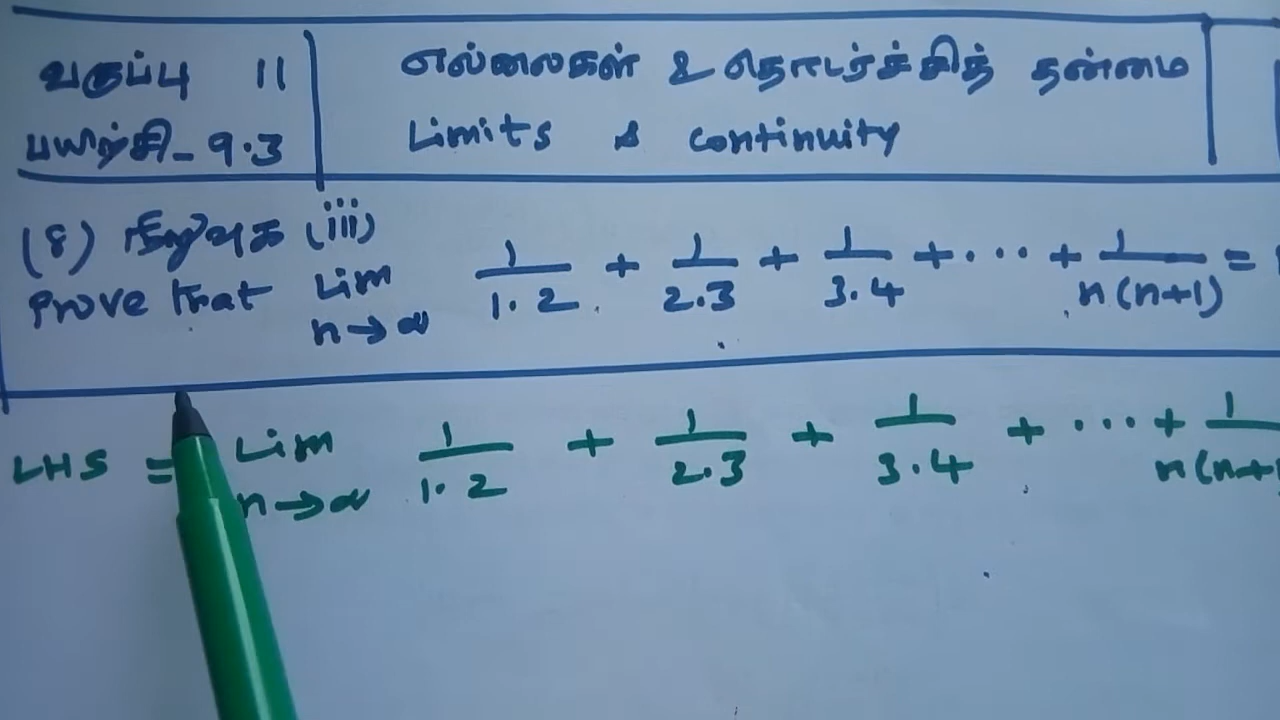 வகுப்பு 11
பயிற்சி - 9.3
எல்லைகள் & தொடர்ச்சித் தன்மை
Limits & continuity
(8) நிறுவுக (iii)
Prove that Lim n→∞ 1/1.2 + 1/2.3 + 1/3.4 + ... + 1/n(n+1) =
LHS = Lim n→∞ 1/1.2 + 1/2.3 + 1/3.4 + ... + 1/n(n+1